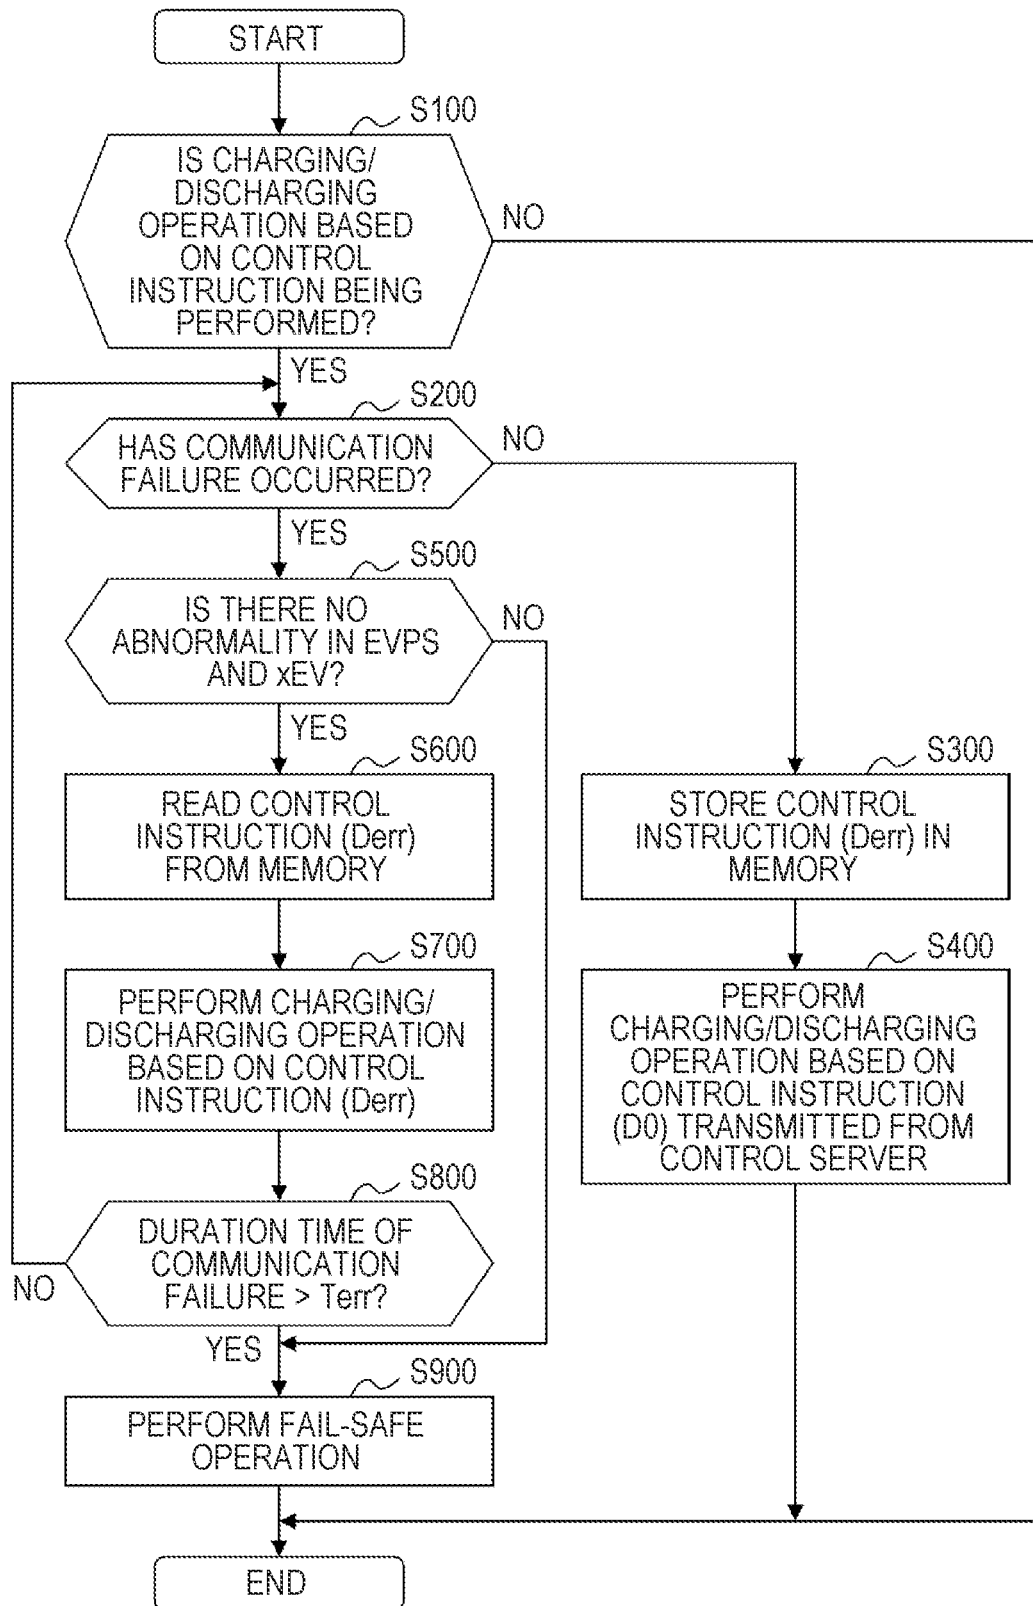 START
S100
IS CHARGING/
DISCHARGING
OPERATION BASED
ON CONTROL
INSTRUCTION BEING
PERFORMED?
NO
YES
S200
HAS COMMUNICATION
FAILURE OCCURRED?
NO
YES
S500
IS THERE NO
ABNORMALITY IN EVPS
AND xEV?
NO
YES
S600
READ CONTROL
INSTRUCTION (Derr)
FROM MEMORY
S300
STORE CONTROL
INSTRUCTION (Derr) IN
MEMORY
S700
PERFORM CHARGING/
DISCHARGING OPERATION
BASED ON CONTROL
INSTRUCTION (Derr)
S400
PERFORM
CHARGING/DISCHARGING
OPERATION BASED ON
CONTROL INSTRUCTION
(D0) TRANSMITTED FROM
CONTROL SERVER
S800
DURATION TIME OF
COMMUNICATION
FAILURE > Terr?
NO
YES
S900
PERFORM FAIL-SAFE
OPERATION
END